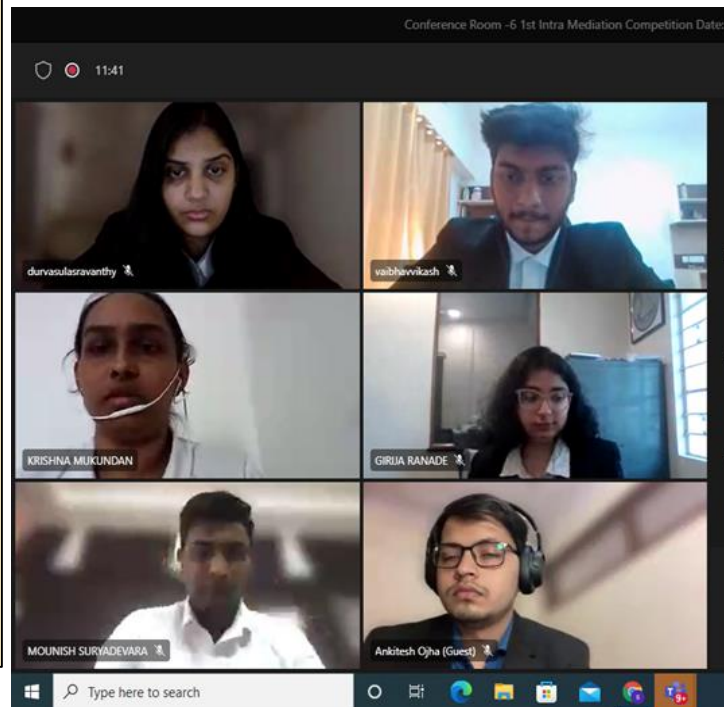 Conference Room -6 1st Intra Mediation Competition Date:
11:41
durvasulasravanthy
vaibhavvikash
KRISHNA MUKUNDAN
GIRIJA RANADE
MOUNISH SURYADEVARA
Ankitesh Ojha (Guest)
Type here to search
9+